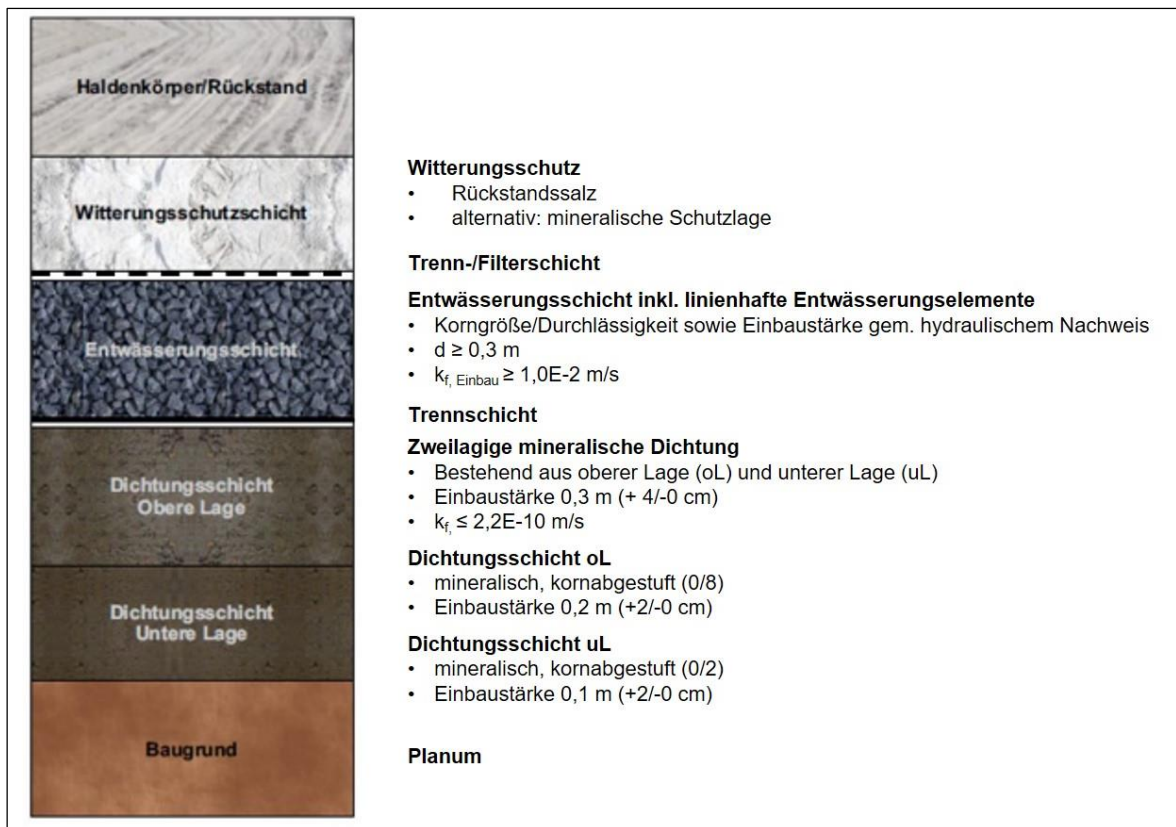 Haldenkörper/Rückstand
Witterungsschutzschicht
Entwässerungsschicht
Dichtungsschicht
Obere Lage
Dichtungsschicht
Untere Lage
Baugrund
Witterungsschutz
• Rückstandssalz
• alternativ: mineralische Schutzlage
Trenn-/Filterschicht
Entwässerungsschicht inkl. linienhafte Entwässerungselemente
• Korngröße/Durchlässigkeit sowie Einbaustärke gem. hydraulischem Nachweis
• d ≥ 0,3 m
• kf, Einbau ≥ 1,0E-2 m/s
Trennschicht
Zweilagige mineralische Dichtung
• Bestehend aus oberer Lage (oL) und unterer Lage (uL)
• Einbaustärke 0,3 m (+ 4/-0 cm)
• kf, ≤ 2,2E-10 m/s
Dichtungsschicht oL
• mineralisch, kornabgestuft (0/8)
• Einbaustärke 0,2 m (+2/-0 cm)
Dichtungsschicht uL
• mineralisch, kornabgestuft (0/2)
• Einbaustärke 0,1 m (+2/-0 cm)
Planum